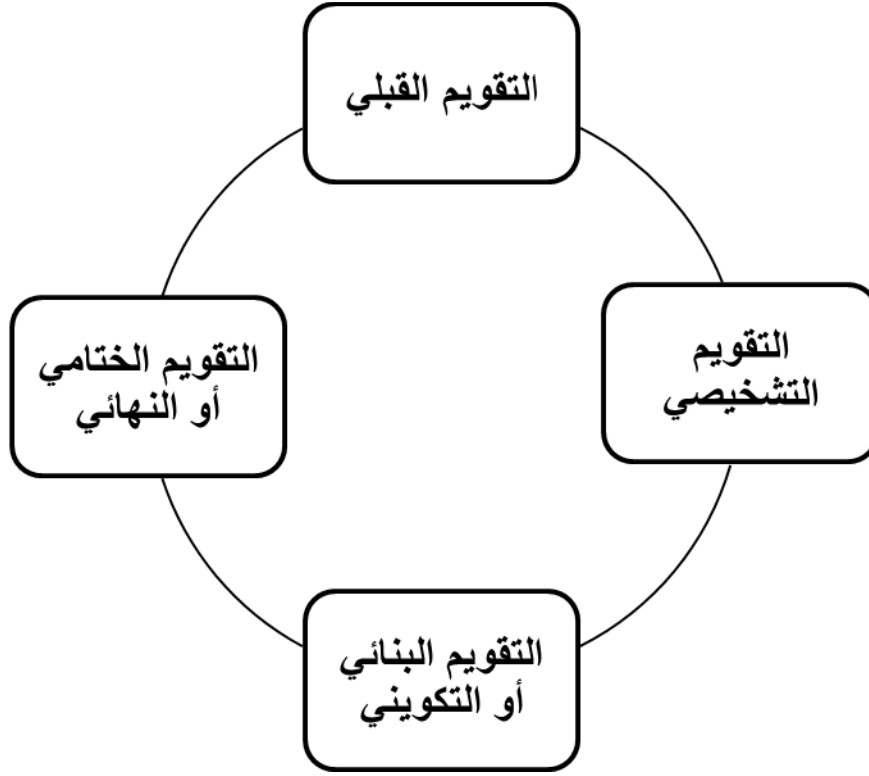 التقويم القبلي
التقويم
التشخيصي
التقويم البنائي
أو التكويني
التقويم الختامي
أو النهائي